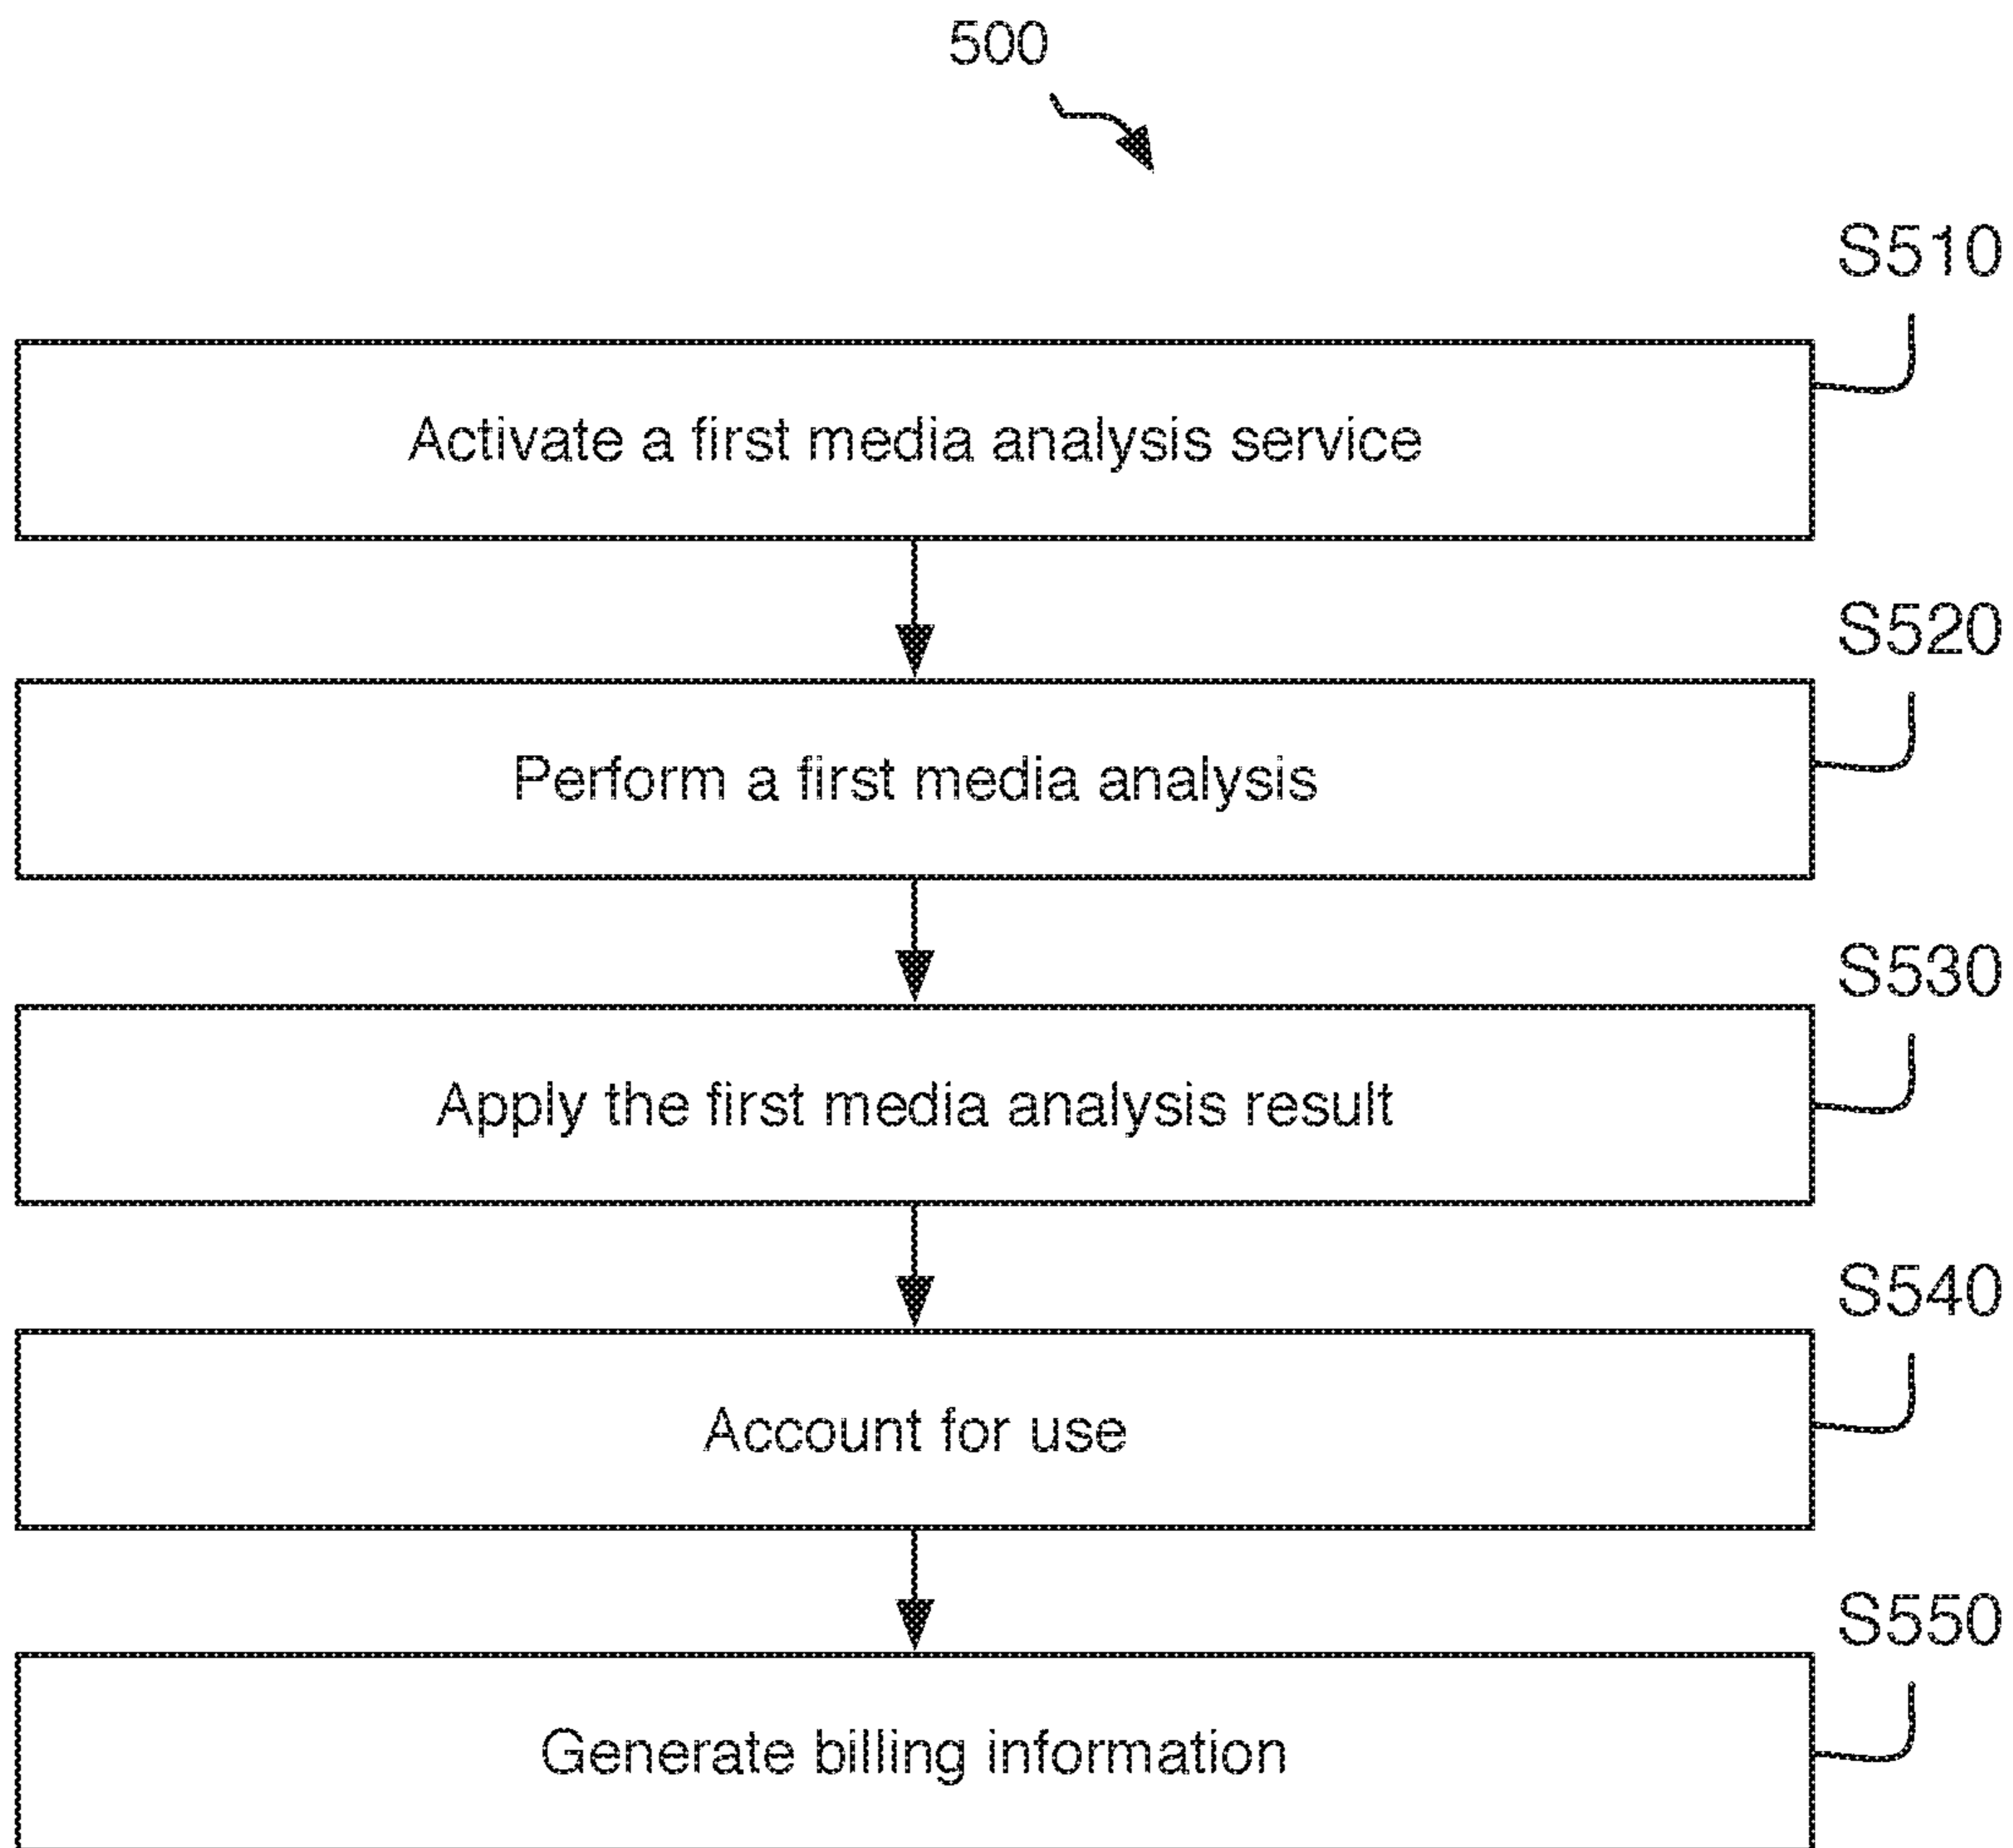 500
S510
Activate a first media analysis service
S520
Perform a first media analysis
S530
Apply the first media analysis result
S540
Account for use
S550
Generate billing information